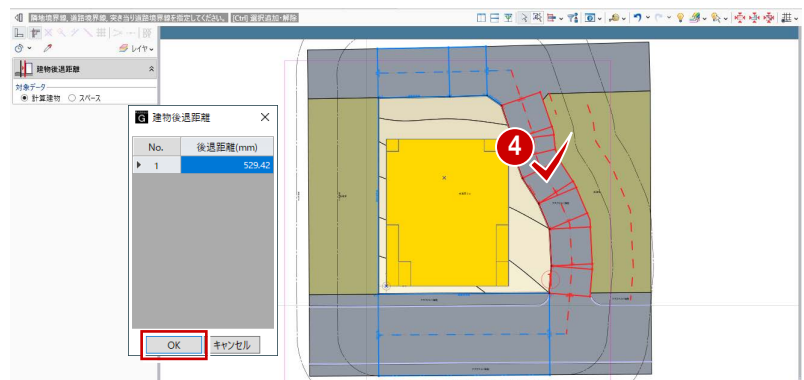 隣地境界線, 道路境界線, 突き当り道路境界線を指定してください。 [Ctrl] 選択追加・解除
レイヤ
建物後退距離
対象データ
計算建物 スペース
G 建物後退距離
No. 後退距離(mm)
1 529.42
OK キャンセル
4